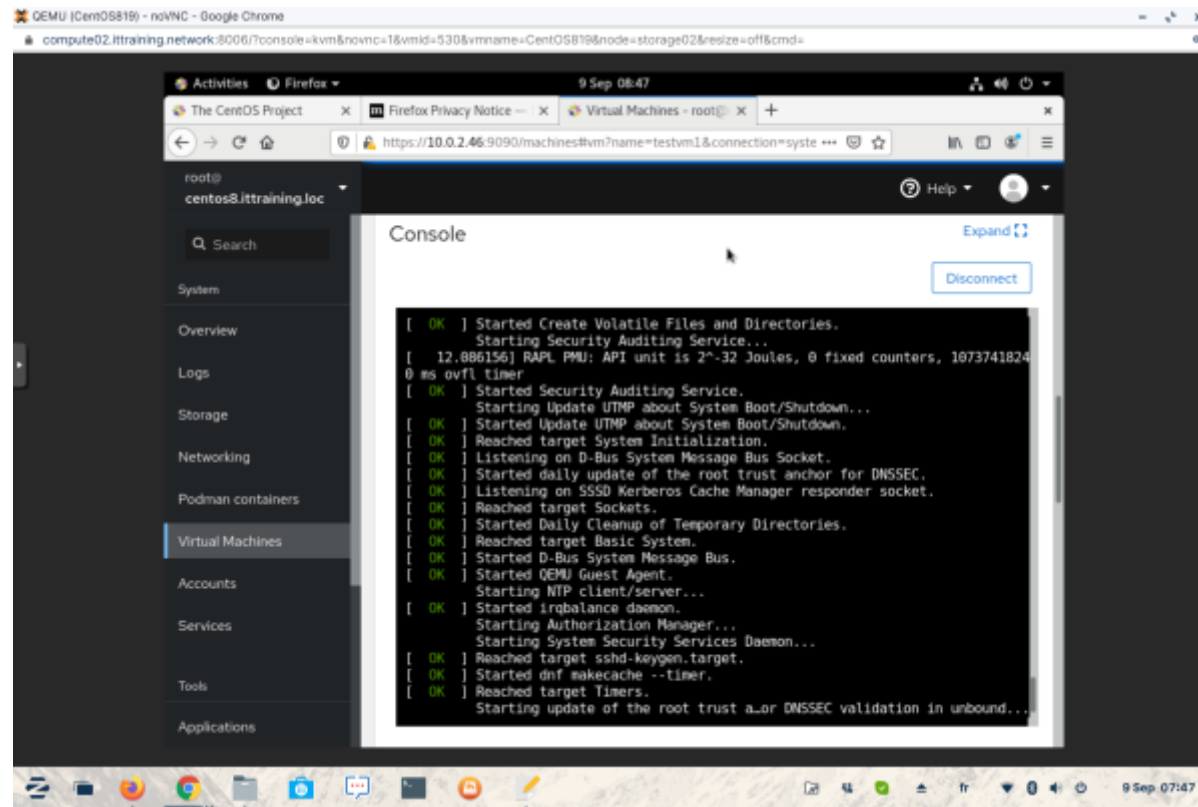 QEMU (CentOS819) - noVNC - Google Chrome
compute02.ittraining.network:8006/?console=kvm&novnc=1&vmid=530&vmname=CentOS819&node=storage02&resize=off&cmd=
Activities Firefox 9 Sep 08:47
The CentOS Project Firefox Privacy Notice — Virtual Machines - root@
https://10.0.2.46:9090/machines#vm?name=testvm1&connection=syste
root@
centos8.ittraining.loc
Help
Search
Console
Expand
Disconnect
System
Overview
Logs
Storage
Networking
Podman containers
Virtual Machines
Accounts
Services
Tools
Applications
[ OK ] Started Create Volatile Files and Directories.
Starting Security Auditing Service...
[ 12.086156] RAPL PMU: API unit is 2^-32 Joules, 0 fixed counters, 1073741824
0 ms ovfl timer
[ OK ] Started Security Auditing Service.
Starting Update UTMP about System Boot/Shutdown...
[ OK ] Started Update UTMP about System Boot/Shutdown.
[ OK ] Reached target System Initialization.
[ OK ] Listening on D-Bus System Message Bus Socket.
[ OK ] Started daily update of the root trust anchor for DNSSEC.
[ OK ] Listening on SSSD Kerberos Cache Manager responder socket.
[ OK ] Reached target Sockets.
[ OK ] Started Daily Cleanup of Temporary Directories.
[ OK ] Reached target Basic System.
[ OK ] Started D-Bus System Message Bus.
[ OK ] Started QEMU Guest Agent.
Starting NTP client/server...
[ OK ] Started irqbalance daemon.
Starting Authorization Manager...
Starting System Security Services Daemon...
[ OK ] Reached target sshd-keygen.target.
[ OK ] Started dnf makecache --timer.
[ OK ] Reached target Timers.
Starting update of the root trust a…or DNSSEC validation in unbound...
fr 9 Sep 07:47